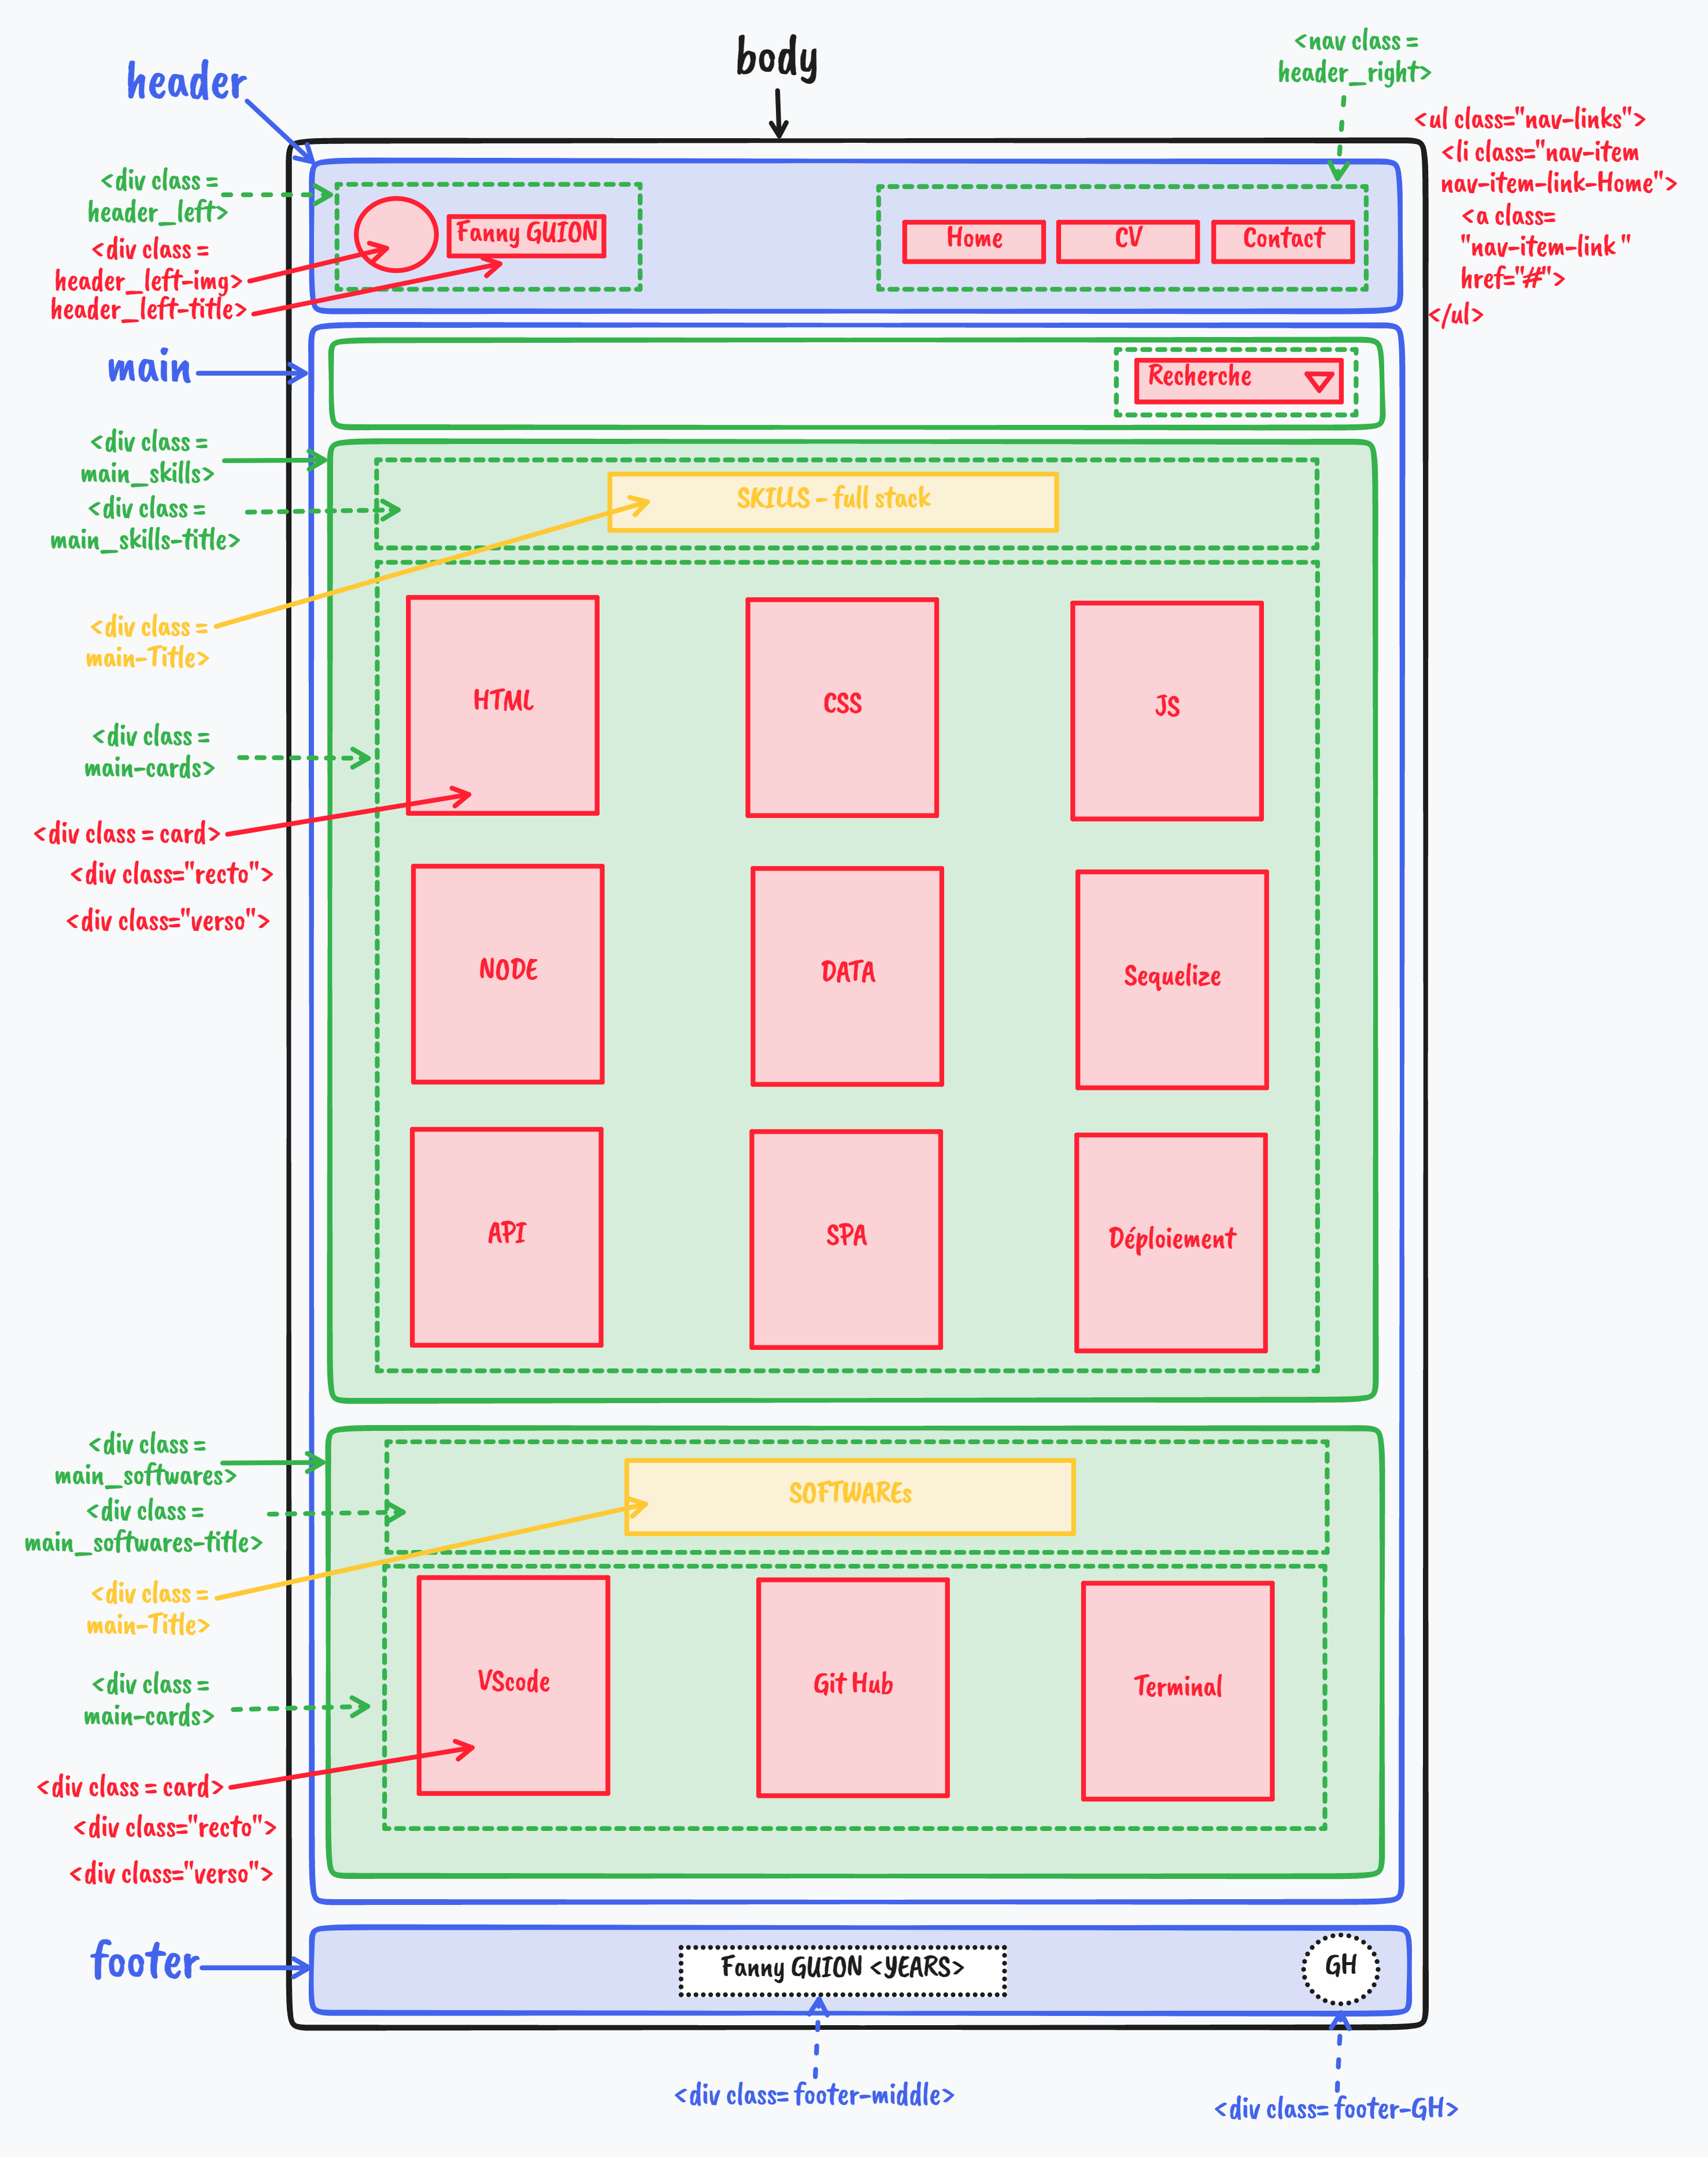 body
<nav class =
header_right>
header
<ul class="nav-links">
<li class="nav-item
nav-item-link-Home">
<a class=
"nav-item-link"
href="#">
</ul>
<div class =
header_left>
<div class =
header_left-img>
header_left-title>
Fanny GUION
Home
CV
Contact
main
Recherche
<div class =
main_skills>
<div class =
main_skills-title>
SKILLS - full stack
<div class =
main-Title>
HTML
CSS
JS
<div class =
main-cards>
<div class = card>
<div class="recto">
<div class="verso">
NODE
DATA
Sequelize
API
SPA
Déploiement
<div class =
main_softwares>
<div class =
main_softwares-title>
SOFTWAREs
<div class =
main-Title>
VScode
Git Hub
Terminal
<div class =
main-cards>
<div class = card>
<div class="recto">
<div class="verso">
footer
Fanny GUION <YEARS>
GH
<div class= footer-middle>
<div class= footer-GH>